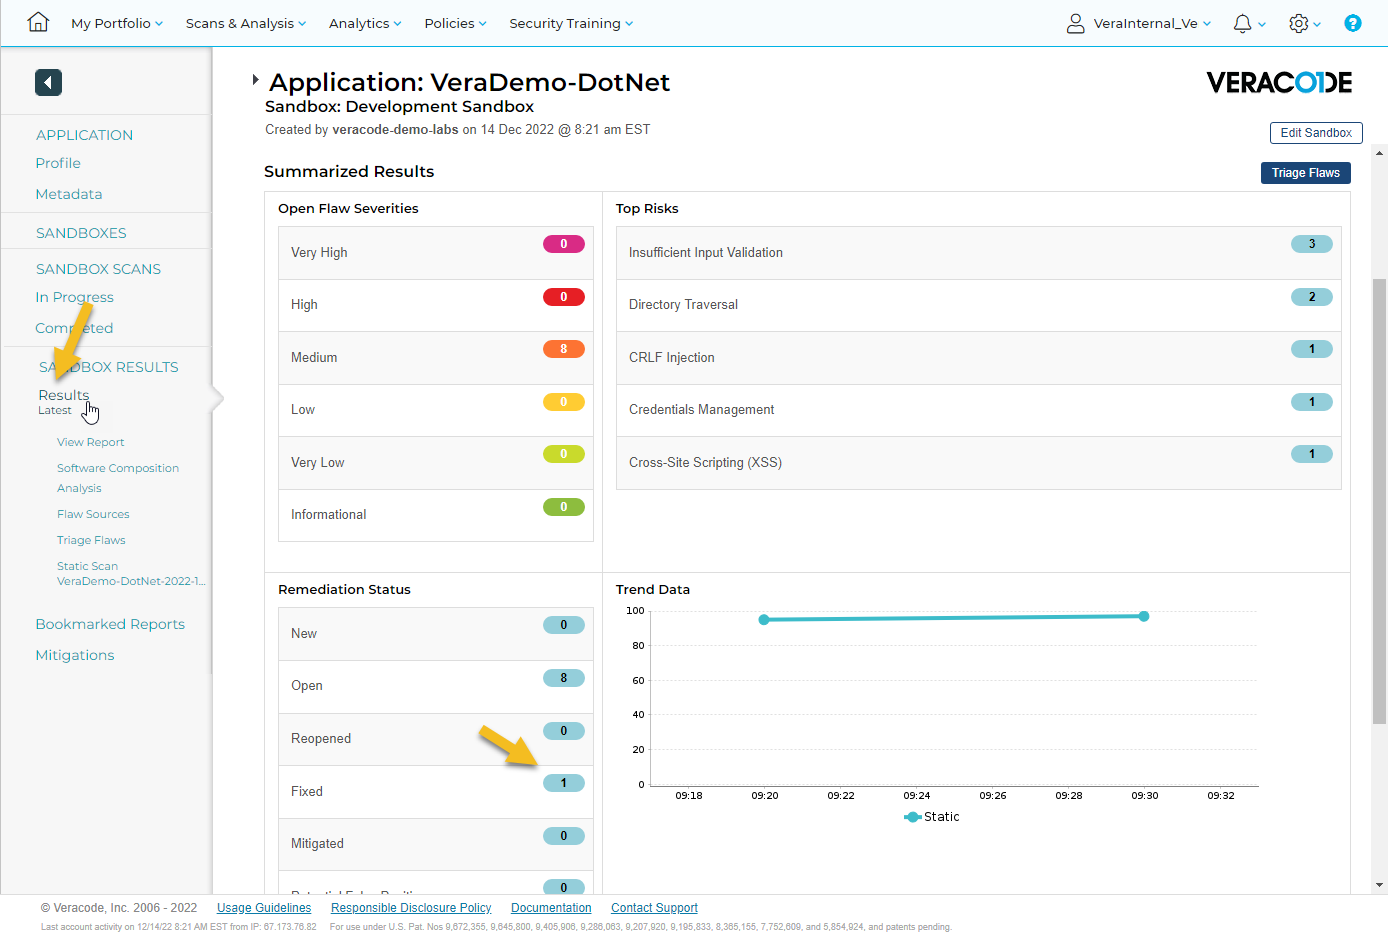 My Portfolio Scans & Analysis Analytics Policies Security Training VeraInternal_Ve ?
Application: VeraDemo-DotNet
VERACODE
Sandbox: Development Sandbox
Created by veracode-demo-labs on 14 Dec 2022 @ 8:21 am EST
Edit Sandbox
APPLICATION
Profile
Metadata
SANDBOXES
SANDBOX SCANS
In Progress
Completed
SANDBOX RESULTS
Results
Latest
View Report
Software Composition
Analysis
Flaw Sources
Triage Flaws
Static Scan
VeraDemo-DotNet-2022-1...
Bookmarked Reports
Mitigations
Summarized Results
Triage Flaws
Open Flaw Severities
Very High 0
High 0
Medium 8
Low 0
Very Low 0
Informational 0
Top Risks
Insufficient Input Validation 3
Directory Traversal 2
CRLF Injection 1
Credentials Management 1
Cross-Site Scripting (XSS) 1
Remediation Status
New 0
Open 8
Reopened 0
Fixed 1
Mitigated 0
0
Trend Data
100
80
60
40
20
0
09:18 09:20 09:22 09:24 09:26 09:28 09:30 09:32
Static
© Veracode, Inc. 2006 - 2022 Usage Guidelines Responsible Disclosure Policy Documentation Contact Support
Last account activity on 12/14/22 8:21 AM EST from IP: 67.173.76.82 For use under U.S. Pat. Nos 9,672,355, 9,645,800, 9,405,906, 9,286,063, 9,207,920, 9,195,833, 8,365,155, 7,752,609, and 5,854,924, and patents pending.